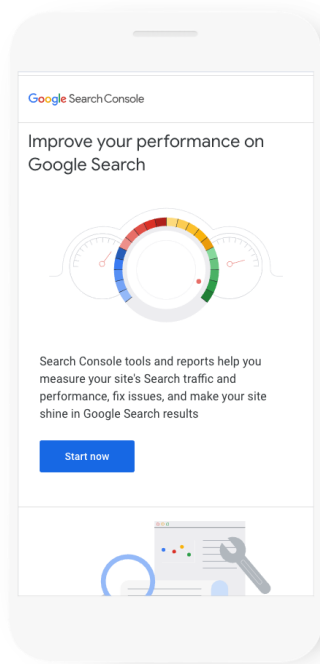 Google Search Console
Improve your performance on
Google Search
Search Console tools and reports help you
measure your site's Search traffic and
performance, fix issues, and make your site
shine in Google Search results
Start now